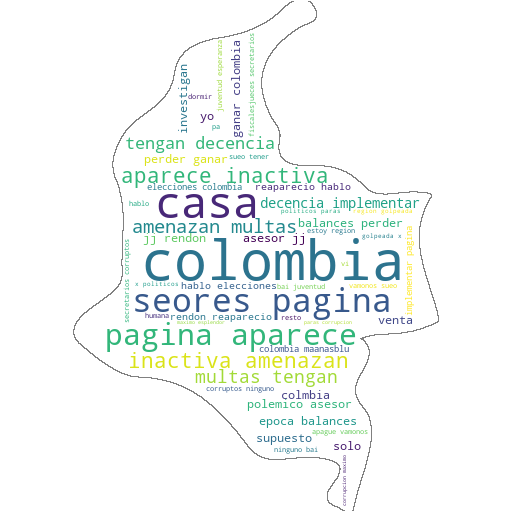 juventud esperanza
ganar colombia
fiscalesjueces secretarios
investigan
dormir
yo
pa
tengan decencia
perder ganar
sueo tener
aparece inactiva
elecciones colombia
reaparecio hablo
casa
decencia implementar
hablo
politicos paras
region golpeada
amenazan multas
balances perder
estoy region
jj rendon
asesor jj
golpeada x
secretarios corruptos
colombia
implementar pagina
vi
x politicos
hablo elecciones
bai juventud
vamonos sueo
seores pagina
humana
rendon reaparecio
resto
venta
pagina aparece
colombia maanasblu
inactiva amenazan
multas tengan
corruptos ninguno
colmbia
polemico asesor
epoca balances
apague vamonos
supuesto
solo
ninguno bai
corrupcion maximo